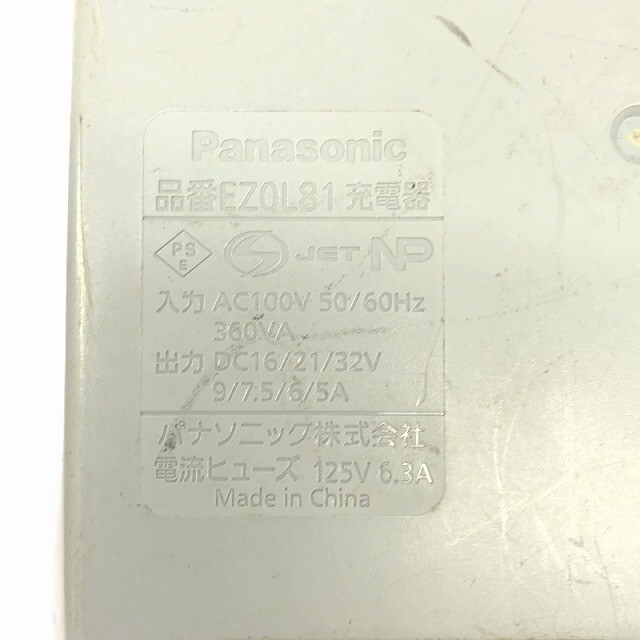 Panasonic
品番EZ0L81 充電器
PS E JET NP
入力 AC100V 50/60Hz
360VA
出力 DC16/21/32V
9/7.5/6/5A
パナソニック株式会社
電流ヒューズ 125V 6.3A
Made in China